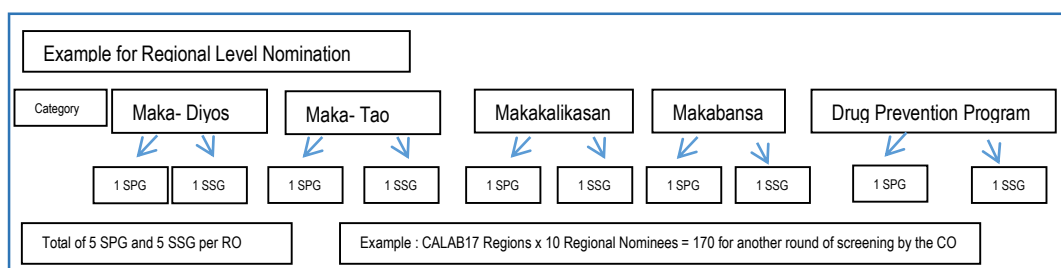 Example for Regional Level Nomination
Category
Maka- Diyos
Maka- Tao
Makakalikasan
Makabansa
Drug Prevention Program
1 SPG
1 SSG
1 SPG
1 SSG
1 SPG
1 SSG
1 SPG
1 SSG
1 SPG
1 SSG
Total of 5 SPG and 5 SSG per RO
Example : CALAB17 Regions x 10 Regional Nominees = 170 for another round of screening by the CO